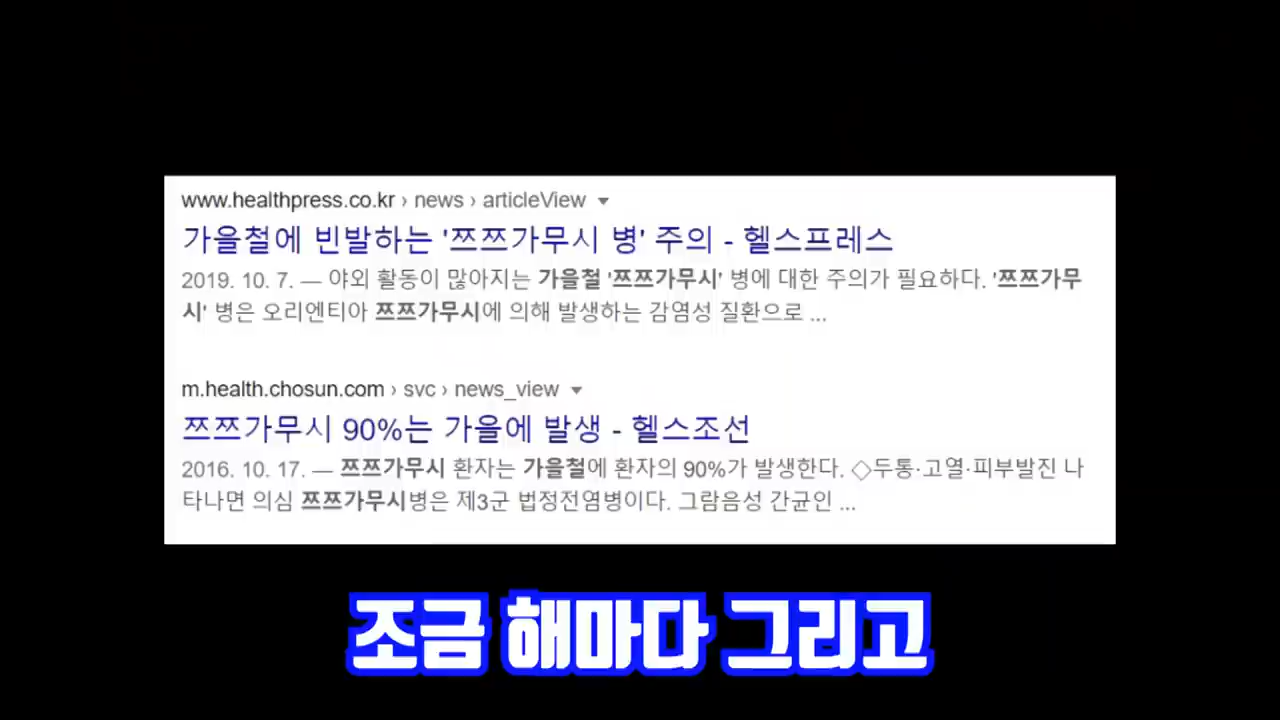 www.healthpress.co.kr › news › articleView ▼
가을철에 빈발하는 '쯔쯔가무시 병' 주의 - 헬스프레스
2019. 10. 7. — 야외 활동이 많아지는 가을철 '쯔쯔가무시' 병에 대한 주의가 필요하다. '쯔쯔가무
시' 병은 오리엔티아 쯔쯔가무시에 의해 발생하는 감염성 질환으로 ...
m.health.chosun.com › svc › news_view ▼
쯔쯔가무시 90%는 가을에 발생 - 헬스조선
2016. 10. 17. — 쯔쯔가무시 환자는 가을철에 환자의 90%가 발생한다. ◇두통·고열·피부발진 나
타나면 의심 쯔쯔가무시병은 제3군 법정전염병이다. 그람음성 간균인 ...
조금 해마다 그리고